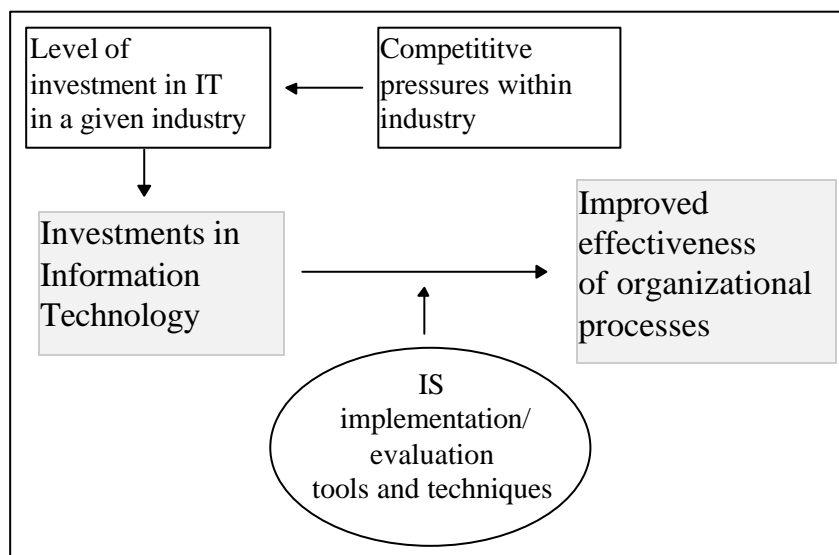 Level of
investment in IT
in a given industry
Competititve
pressures within
industry
Investments in
Information
Technology
Improved
effectiveness
of organizational
processes
IS
implementation/
evaluation
tools and techniques